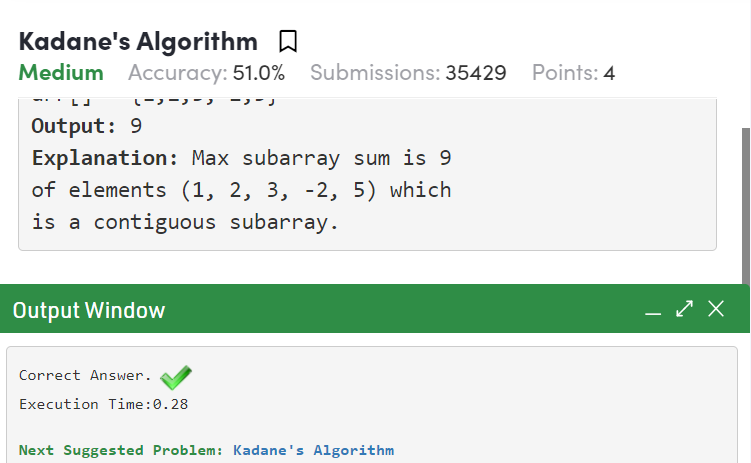 Kadane's Algorithm
Medium Accuracy: 51.0% Submissions: 35429 Points: 4
Output: 9
Explanation: Max subarray sum is 9
of elements (1, 2, 3, -2, 5) which
is a contiguous subarray.
Output Window
Correct Answer.
Execution Time:0.28
Next Suggested Problem: Kadane's Algorithm